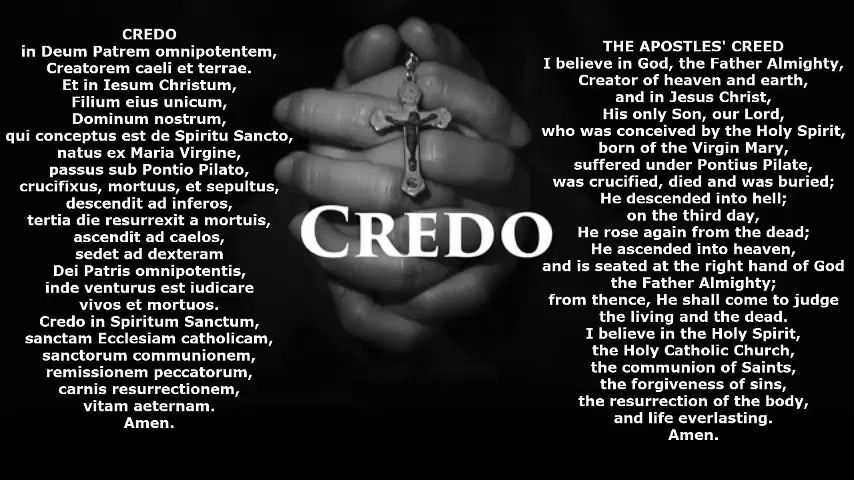 CREDO
in Deum Patrem omnipotentem,
Creatorem caeli et terrae.
Et in Iesum Christum,
Filium eius unicum,
Dominum nostrum,
qui conceptus est de Spiritu Sancto,
natus ex Maria Virgine,
passus sub Pontio Pilato,
crucifixus, mortuus, et sepultus,
descendit ad inferos,
tertia die resurrexit a mortuis,
ascendit ad caelos,
sedet ad dexteram
Dei Patris omnipotentis,
inde venturus est iudicare
vivos et mortuos.
Credo in Spiritum Sanctum,
sanctam Ecclesiam catholicam,
sanctorum communionem,
remissionem peccatorum,
carnis resurrectionem,
vitam aeternam.
Amen.
CREDO
THE APOSTLES' CREED
I believe in God, the Father Almighty,
Creator of heaven and earth,
and in Jesus Christ,
His only Son, our Lord,
who was conceived by the Holy Spirit,
born of the Virgin Mary,
suffered under Pontius Pilate,
was crucified, died and was buried;
He descended into hell;
on the third day,
He rose again from the dead;
He ascended into heaven,
and is seated at the right hand of God
the Father Almighty;
from thence, He shall come to judge
the living and the dead.
I believe in the Holy Spirit,
the Holy Catholic Church,
the communion of Saints,
the forgiveness of sins,
the resurrection of the body,
and life everlasting.
Amen.